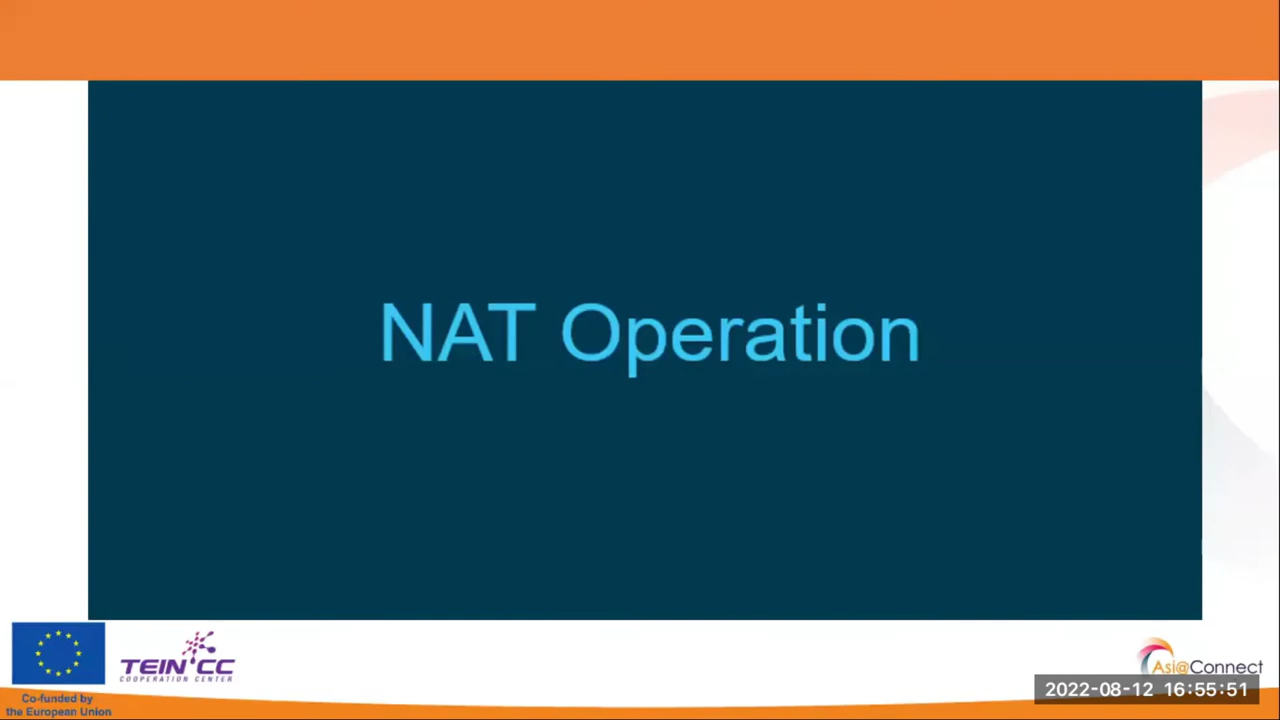 NAT Operation
TEIN CC
COOPERATION CENTER
Co-funded by
the European Union
Asi@Connect
2022-08-12 16:55:51